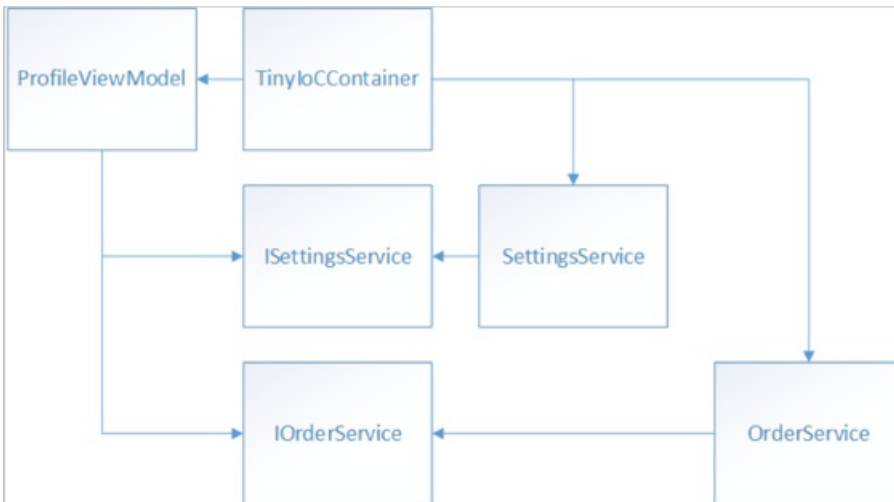 ProfileViewModel
TinyIoCContainer
ISettingsService
SettingsService
IOrderService
OrderService